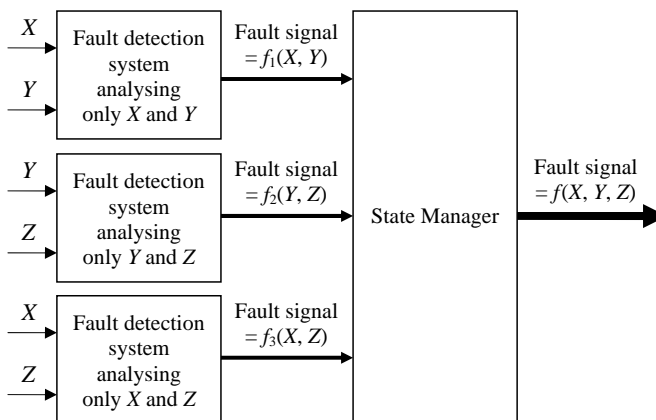 X
Y
Fault detection
system
analysing
only X and Y
Fault signal
= f₁(X, Y)
Y
Z
Fault detection
system
analysing
only Y and Z
Fault signal
= f₂(Y, Z)
X
Z
Fault detection
system
analysing
only X and Z
Fault signal
= f₃(X, Z)
State Manager
Fault signal
= f(X, Y, Z)